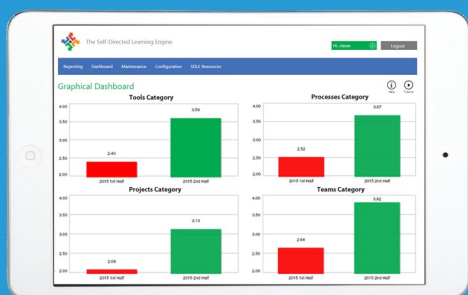 The Self-Directed Learning Engine
Hi, steven
Logout
Reporting Dashboard Maintenance Configuration SDLE Resources
Graphical Dashboard
Tools Category
4.00
3.50
3.00
2.50
2.00
2.40
3.59
2015 1st Half
2015 2nd Half
Processes Category
4.00
3.50
3.00
2.50
2.00
2.52
3.67
2015 1st Half
2015 2nd Half
Projects Category
4.00
3.50
3.00
2.50
2.00
2.09
3.13
2015 1st Half
2015 2nd Half
Teams Category
4.00
3.50
3.00
2.50
2.00
2.64
3.92
2015 1st Half
2015 2nd Half